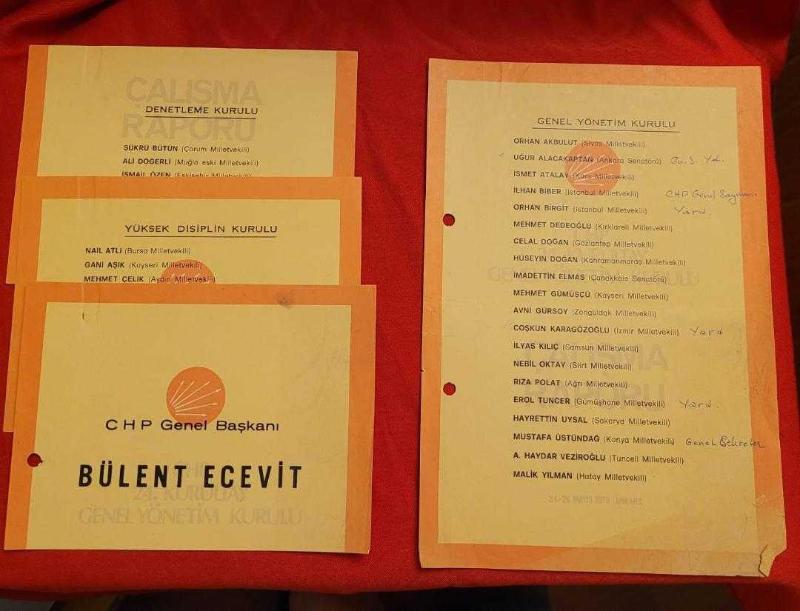 ÇALIŞMA
RAPORU
DENETLEME KURULU
ŞÜKRÜ BÜTÜN (Çorum Milletvekili)
ALİ DÖĞERLİ (Muğla eski Milletvekili)
İSMAİL ÖZEN (Eskişehir Milletvekili)
YÜKSEK DİSİPLİN KURULU
NAİL ATLI (Bursa Milletvekili)
GANİ AŞIK (Kayseri Milletvekili)
MEHMET ÇELİK (Aydın Milletvekili)
CHP Genel Başkanı
BÜLENT ECEVİT
24. KURULTAY
GENEL YÖNETİM KURULU
GENEL YÖNETİM KURULU
ORHAN AKBULUT (Sivas Milletvekili)
UĞUR ALACAKAPTAN (Ankara Senatörü) Ge. S. Yd.
İSMET ATALAY (Kars Milletvekili)
İLHAN BİBER (İstanbul Milletvekili) CHP Genel Saymanı
ORHAN BİRGİT (İstanbul Milletvekili) Yard.
MEHMET DEDEOĞLU (Kırklareli Milletvekili)
CELAL DOĞAN (Gaziantep Milletvekili)
HÜSEYİN DOĞAN (Kahramanmaraş Milletvekili)
İMADETTİN ELMAS (Çanakkale Senatörü)
MEHMET GÜMÜŞÇÜ (Kayseri Milletvekili)
AVNİ GÜRSOY (Zonguldak Milletvekili)
COŞKUN KARAGÖZOĞLU (İzmir Milletvekili) Yard
İLYAS KILIÇ (Samsun Milletvekili)
NEBİL OKTAY (Siirt Milletvekili)
RIZA POLAT (Ağrı Milletvekili)
EROL TUNCER (Gümüşhane Milletvekili) Yard.
HAYRETTİN UYSAL (Sakarya Milletvekili)
MUSTAFA ÜSTÜNDAĞ (Konya Milletvekili) Genel Sekreter
A. HAYDAR VEZİROĞLU (Tunceli Milletvekili)
MALİK YILMAN (Hatay Milletvekili)